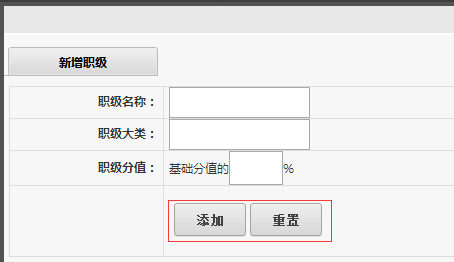 新增职级
职级名称：
职级大类：
职级分值： 基础分值的 %
添加 重置